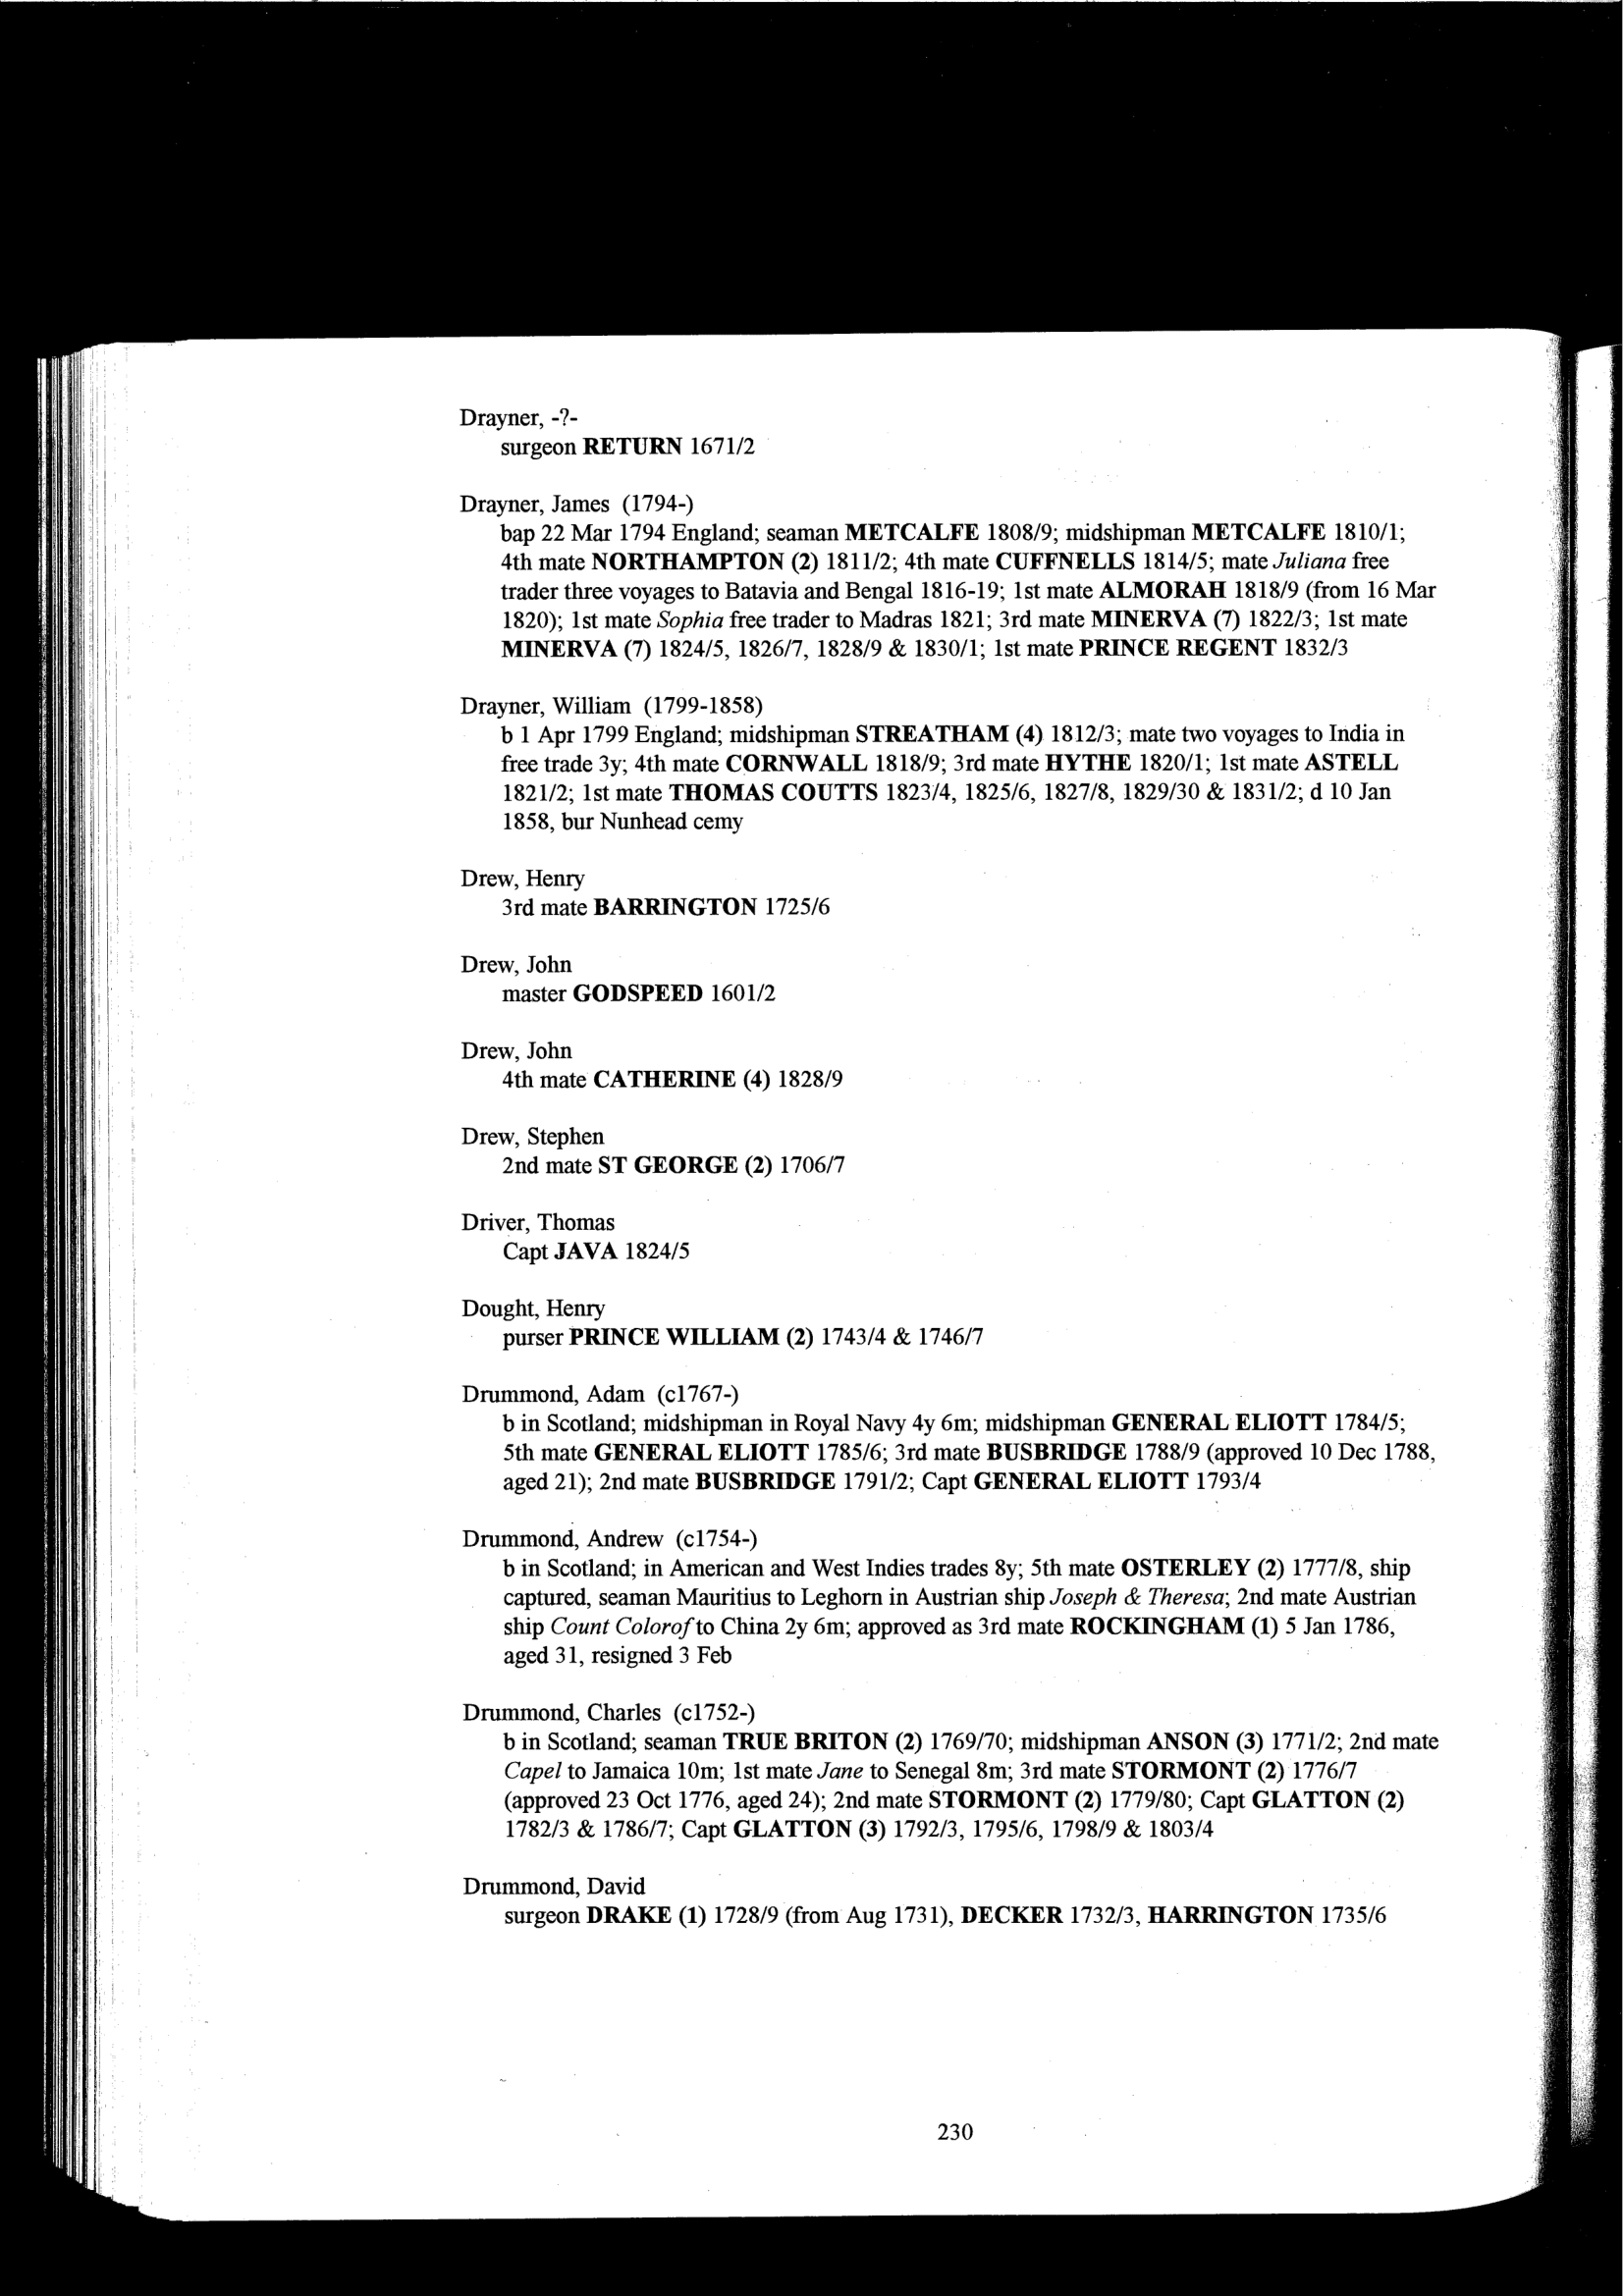 Drayner, -?-
surgeon RETURN 1671/2
Drayner, James (1794-)
bap 22 Mar 1794 England; seaman METCALFE 1808/9; midshipman METCALFE 1810/1;
4th mate NORTHAMPTON (2) 1811/2; 4th mate CUFFNELLS 1814/5; mate Juliana free
trader three voyages to Batavia and Bengal 1816-19; 1st mate ALMORAH 1818/9 (from 16 Mar
1820); 1st mate Sophia free trader to Madras 1821; 3rd mate MINERVA (7) 1822/3; 1st mate
MINERVA (7) 1824/5, 1826/7, 1828/9 & 1830/1; 1st mate PRINCE REGENT 1832/3
Drayner, William (1799-1858)
b 1 Apr 1799 England; midshipman STREATHAM (4) 1812/3; mate two voyages to India in
free trade 3y; 4th mate CORNWALL 1818/9; 3rd mate HYTHE 1820/1; 1st mate ASTELL
1821/2; 1st mate THOMAS COUTTS 1823/4, 1825/6, 1827/8, 1829/30 & 1831/2; d 10 Jan
1858, bur Nunhead cemy
Drew, Henry
3rd mate BARRINGTON 1725/6
Drew, John
master GODSPEED 1601/2
Drew, John
4th mate CATHERINE (4) 1828/9
Drew, Stephen
2nd mate ST GEORGE (2) 1706/7
Driver, Thomas
Capt JAVA 1824/5
Dought, Henry
purser PRINCE WILLIAM (2) 1743/4 & 1746/7
Drummond, Adam (c1767-)
b in Scotland; midshipman in Royal Navy 4y 6m; midshipman GENERAL ELIOTT 1784/5;
5th mate GENERAL ELIOTT 1785/6; 3rd mate BUSBRIDGE 1788/9 (approved 10 Dec 1788,
aged 21); 2nd mate BUSBRIDGE 1791/2; Capt GENERAL ELIOTT 1793/4
Drummond, Andrew (c1754-)
b in Scotland; in American and West Indies trades 8y; 5th mate OSTERLEY (2) 1777/8, ship
captured, seaman Mauritius to Leghorn in Austrian ship Joseph & Theresa; 2nd mate Austrian
ship Count Colorof to China 2y 6m; approved as 3rd mate ROCKINGHAM (1) 5 Jan 1786,
aged 31, resigned 3 Feb
Drummond, Charles (c1752-)
b in Scotland; seaman TRUE BRITON (2) 1769/70; midshipman ANSON (3) 1771/2; 2nd mate
Capel to Jamaica 10m; 1st mate Jane to Senegal 8m; 3rd mate STORMONT (2) 1776/7
(approved 23 Oct 1776, aged 24); 2nd mate STORMONT (2) 1779/80; Capt GLATTON (2)
1782/3 & 1786/7; Capt GLATTON (3) 1792/3, 1795/6, 1798/9 & 1803/4
Drummond, David
surgeon DRAKE (1) 1728/9 (from Aug 1731), DECKER 1732/3, HARRINGTON 1735/6
230